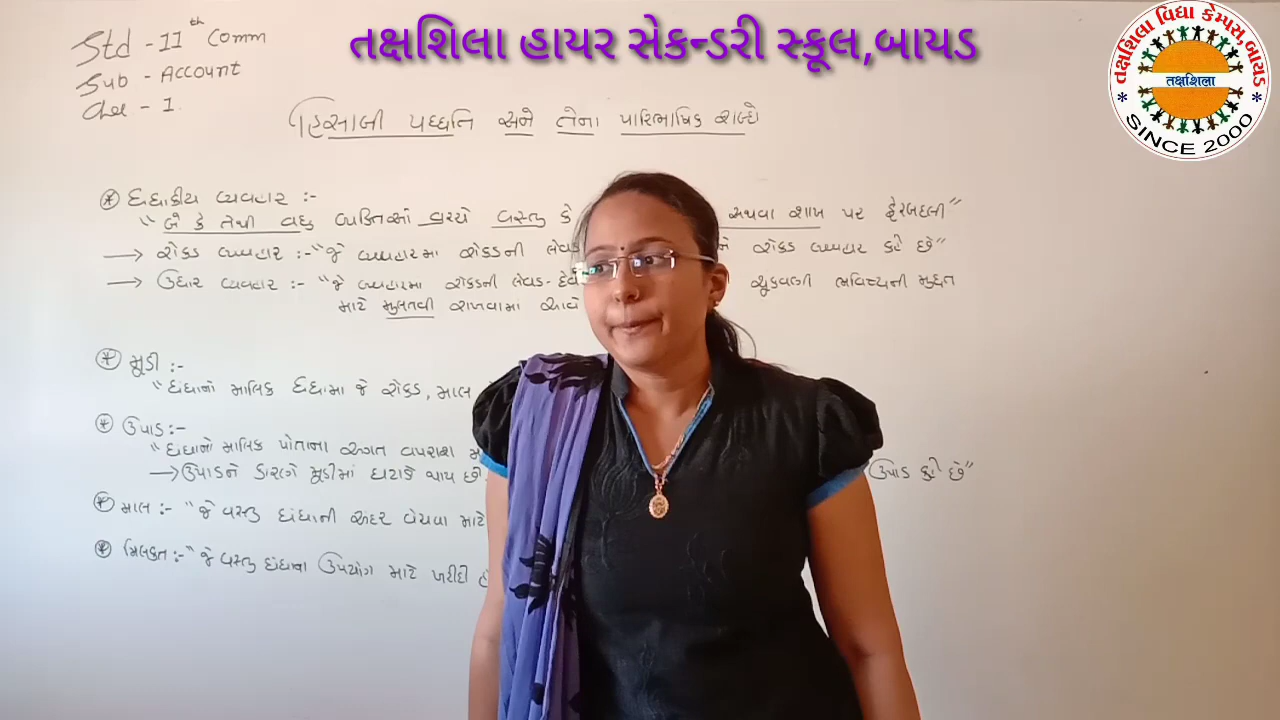 તક્ષશિલા હાયર સેકન્ડરી સ્કૂલ,બાયડ
તક્ષશિલા વિદ્યા કેમ્પસ બાયડ
તક્ષશિલા
* SINCE 2000 *
Std - 11th Comm
Sub - Account
Ch - 1
હિસાબી પધ્ધતિ અને તેના પારિભાષિક શબ્દો
* ધંધાકીય વ્યવહાર :-
"બે કે તેથી વધુ વ્યક્તિઓ વચ્ચે વસ્તુ કે અથવા શાખ પર ફેરબદલી"
→ રોકડ વ્યવહાર :- "જે વ્યવહારમા રોકડની લેવડ રોકડ વ્યવહાર કહે છે"
→ ઉધાર વ્યવહાર :- "જે વ્યવહારમા રોકડની લેવડ-દેવ ચૂકવણી ભવિષ્યની મુદ્દત
માટે મુલતવી રાખવામાં આવે
* મૂડી :-
"ધંધાનો માલિક ધંધામા જે રોકડ, માલ
* ઉપાડ :-
"ધંધાનો માલિક પોતાના અંગત વપરાશ
→ ઉપાડને કારણે મૂડીમાં ઘટાડો થાય છે. ઉપાડ કહે છે"
* માલ :- "જે વસ્તુ ધંધાની અંદર વેચવા માટે
* મિલકત :- "જે વસ્તુ ધંધાના ઉપયોગ માટે ખરીદી